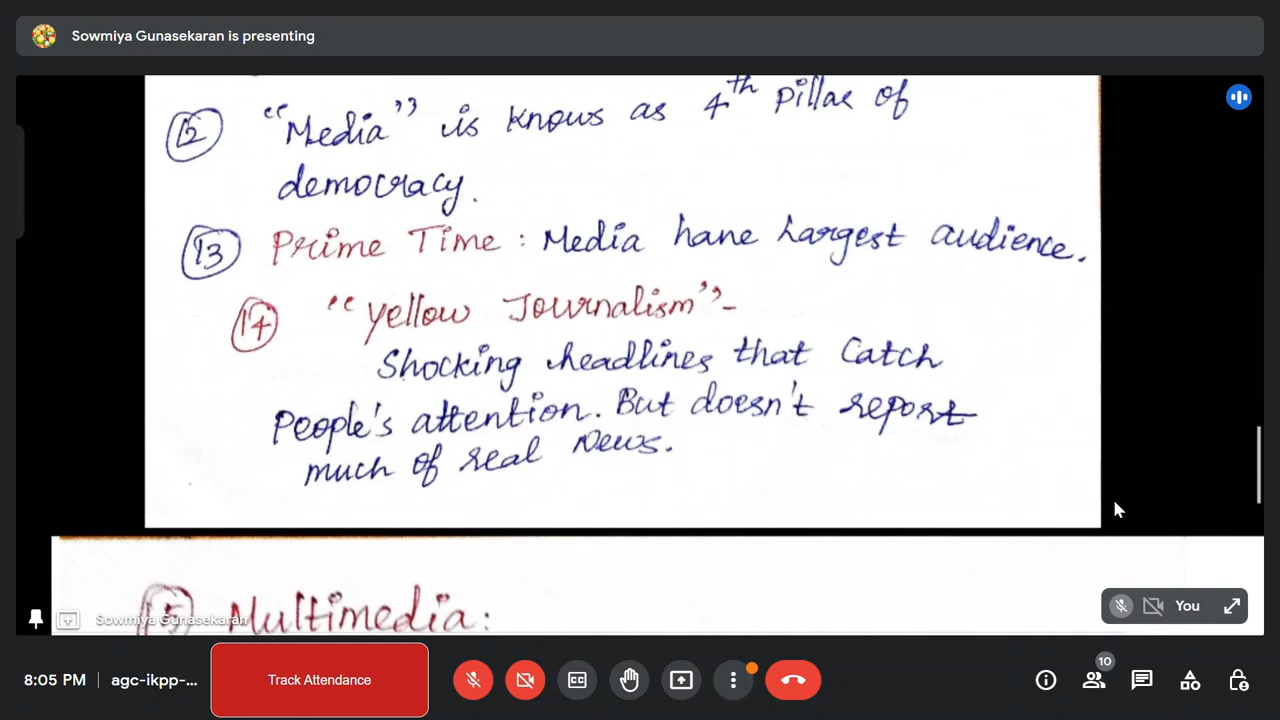 Sowmiya Gunasekaran is presenting
12 "Media" is knows as 4th pillar of
democracy.
13 Prime Time : Media hane largest audience.
14 "Yellow Journalism"-
Shocking headlines that catch
People's attention. But doesn't report
much of real News.
15 Multimedia:
Sowmiya Gunasekaran
You
8:05 PM | agc-ikpp-...
Track Attendance
CC
10